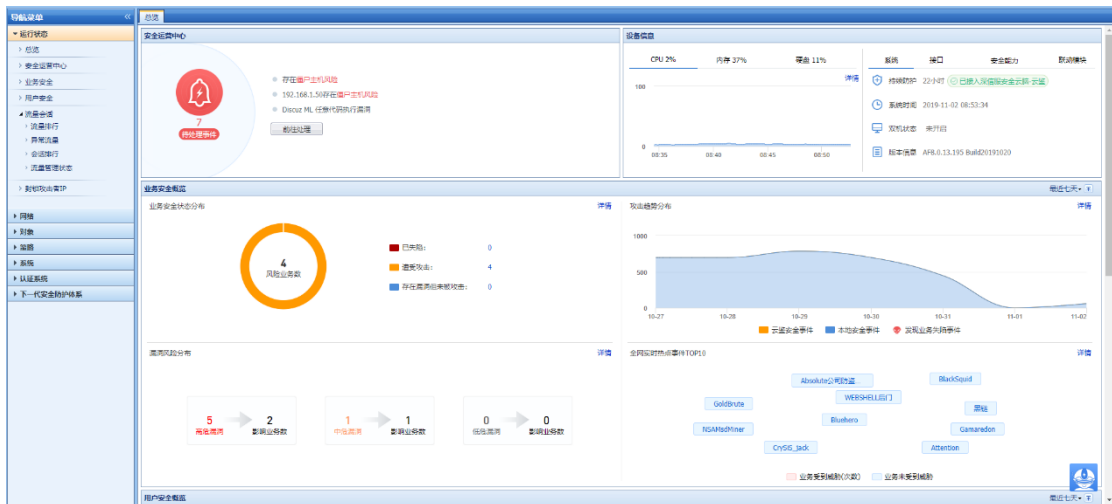 导航菜单
总览
运行状态
总览
安全运营中心
业务安全
用户安全
流量会话
流量排行
异常流量
会话排行
流量管理状态
封锁攻击者IP
网络
对象
策略
系统
认证系统
下一代安全防护体系
安全运营中心
7
待处理事件
存在僵尸主机风险
192.168.1.50存在僵尸主机风险
Discuz ML 任意代码执行漏洞
前往处理
设备信息
CPU 2% 内存 37% 硬盘 11%
详情
100
0
08:35 08:40 08:45 08:50
系统 接口 安全能力 联动模块
持续防护 22小时 已接入深信服安全云脑-云鉴
系统时间 2019-11-02 08:53:34
双机状态 未开启
版本信息 AF8.0.13.195 Build20191020
业务安全概览 最近七天
业务安全状态分布 详情
4
风险业务数
已失陷: 0
遭受攻击: 4
存在漏洞但未被攻击: 0
攻击趋势分布 详情
1000
500
0
10-27 10-28 10-29 10-30 10-31 11-01 11-02
云鉴安全事件 本地安全事件 发现业务失陷事件
漏洞风险分布 详情
5 2 1 1 0 0
高危漏洞 影响业务数 中危漏洞 影响业务数 低危漏洞 影响业务数
全网实时热点事件TOP10 详情
Absolute公司防盗... BlackSquid
GoldBrute WEBSHELL后门 黑链
NSAMadMiner Bluehero Gamaredon
CrySiS_jack Attention
业务受到威胁(次数) 业务未受到威胁
用户安全概览 最近七天